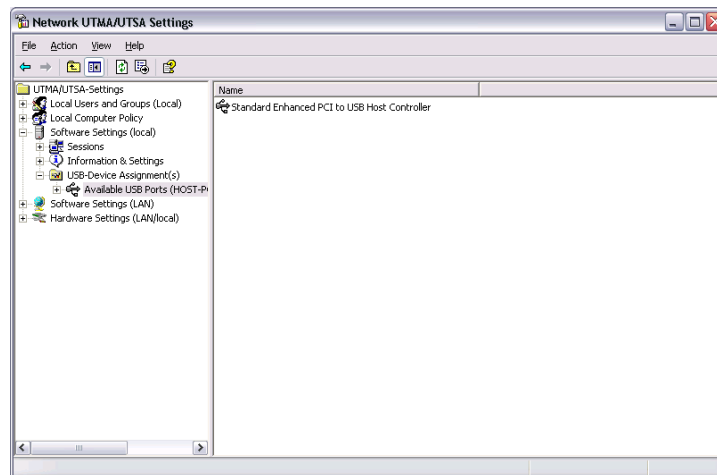 Network UTMA/UTSA Settings
File Action View Help
UTMA/UTSA-Settings
Local Users and Groups (Local)
Local Computer Policy
Software Settings (local)
Sessions
Information & Settings
USB-Device Assignment(s)
Available USB Ports (HOST-P
Software Settings (LAN)
Hardware Settings (LAN/local)
Name
Standard Enhanced PCI to USB Host Controller